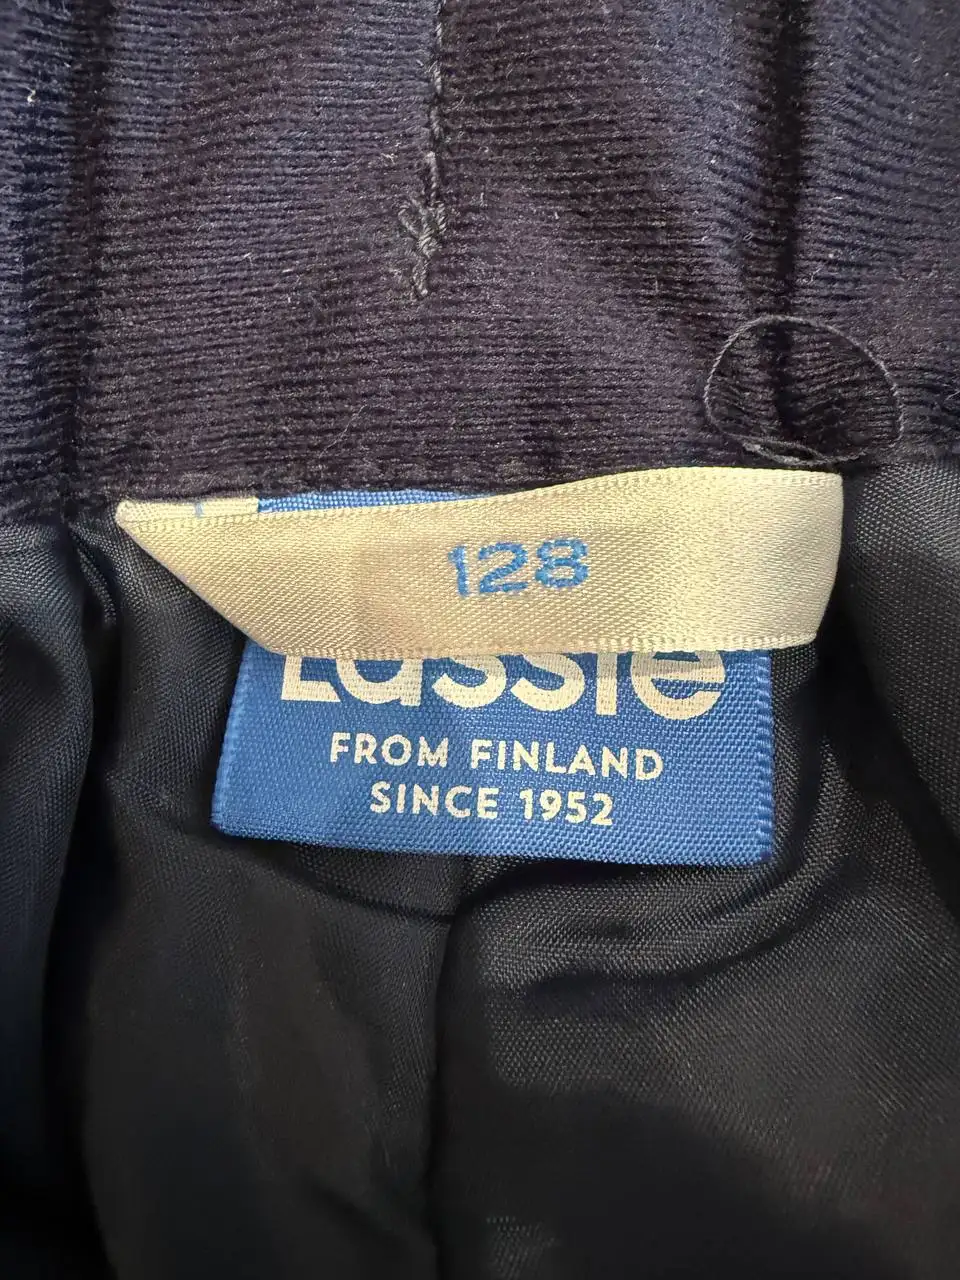 128
Lassie
FROM FINLAND
SINCE 1952